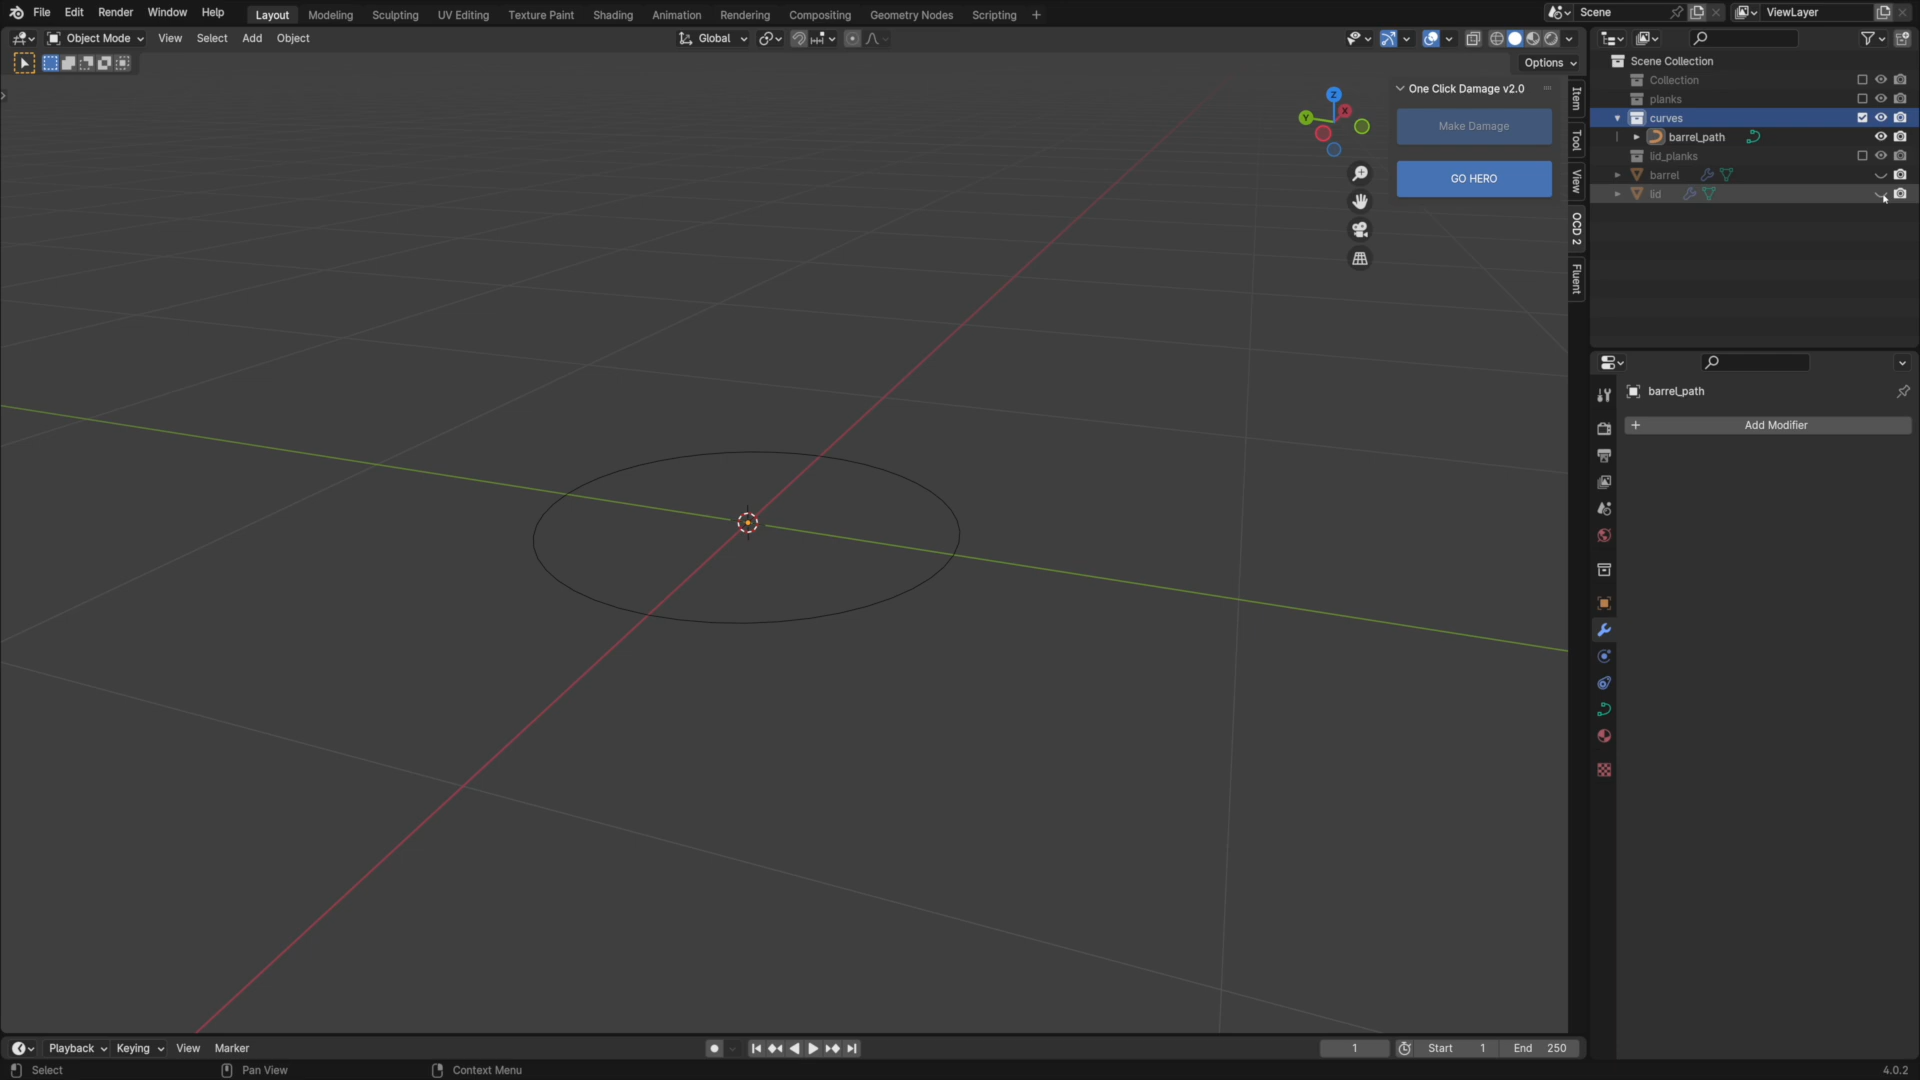 File Edit Render Window Help Layout Modeling Sculpting UV Editing Texture Paint Shading Animation Rendering Compositing Geometry Nodes Scripting + Scene ViewLayer
Object Mode View Select Add Object Global
Options
Scene Collection
Collection
planks
curves
barrel_path
lid_planks
barrel
lid
One Click Damage v2.0
Make Damage
GO HERO
Z
Y
X
Item
Tool
View
OCD 2
Fluent
barrel_path
+ Add Modifier
Playback Keying View Marker 1 Start 1 End 250
Select Pan View Context Menu 4.0.2